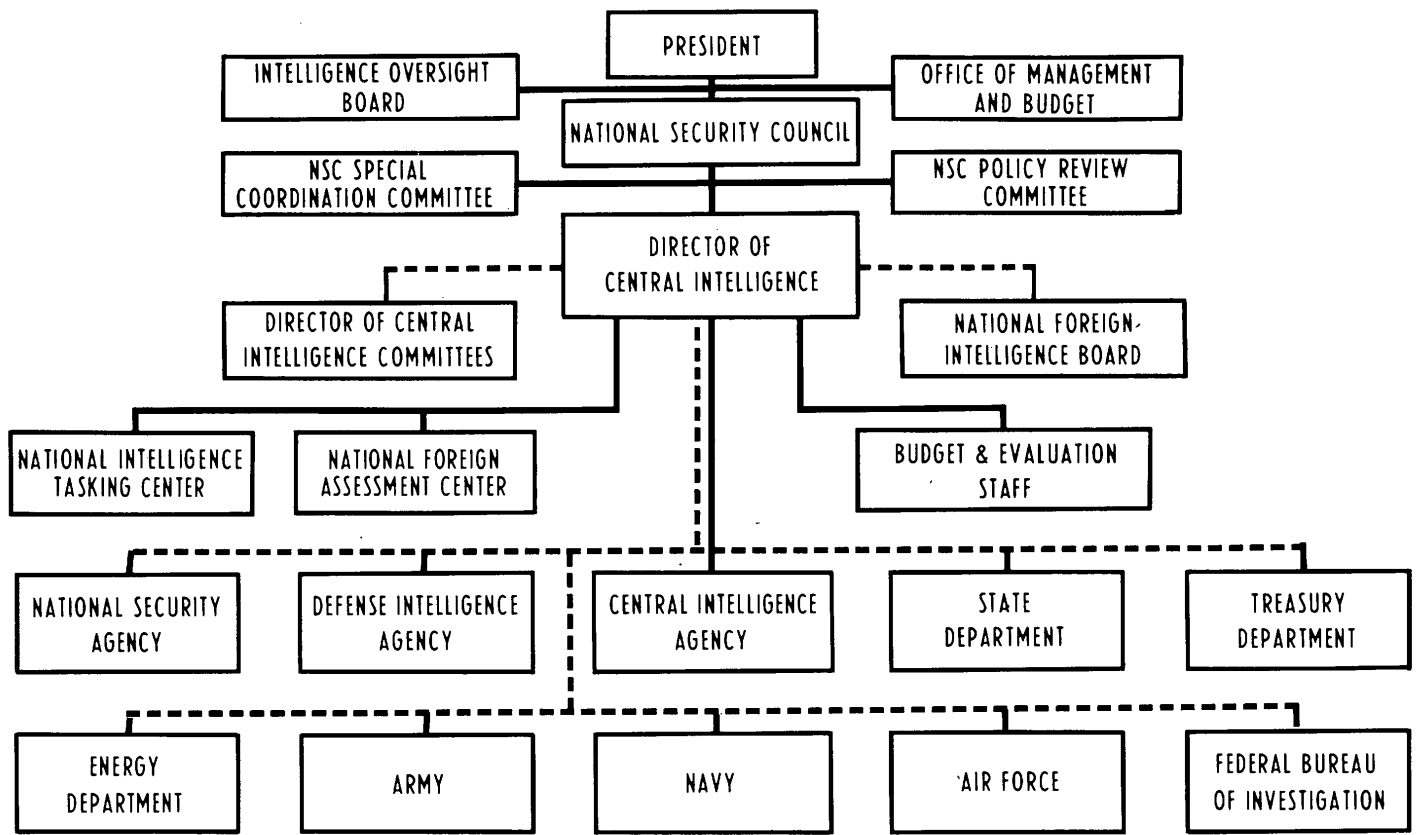 PRESIDENT
INTELLIGENCE OVERSIGHT
BOARD
OFFICE OF MANAGEMENT
AND BUDGET
NATIONAL SECURITY COUNCIL
NSC SPECIAL
COORDINATION COMMITTEE
NSC POLICY REVIEW
COMMITTEE
DIRECTOR OF
CENTRAL INTELLIGENCE
DIRECTOR OF CENTRAL
INTELLIGENCE COMMITTEES
NATIONAL FOREIGN-
INTELLIGENCE BOARD
NATIONAL INTELLIGENCE
TASKING CENTER
NATIONAL FOREIGN
ASSESSMENT CENTER
BUDGET & EVALUATION
STAFF
NATIONAL SECURITY
AGENCY
DEFENSE INTELLIGENCE
AGENCY
CENTRAL INTELLIGENCE
AGENCY
STATE
DEPARTMENT
TREASURY
DEPARTMENT
ENERGY
DEPARTMENT
ARMY
NAVY
AIR FORCE
FEDERAL BUREAU
OF INVESTIGATION